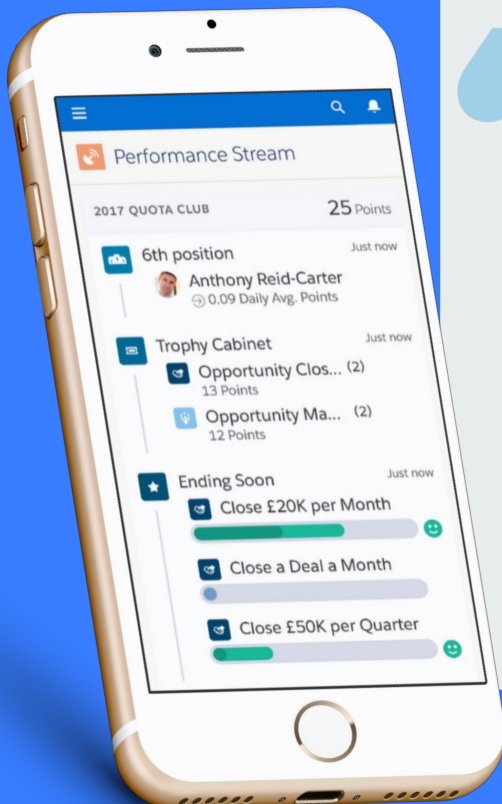 Performance Stream
2017 QUOTA CLUB 25 Points
6th position Just now
Anthony Reid-Carter
0.09 Daily Avg. Points
Trophy Cabinet Just now
Opportunity Clos... (2)
13 Points
Opportunity Ma... (2)
12 Points
Ending Soon Just now
Close £20K per Month
Close a Deal a Month
Close £50K per Quarter